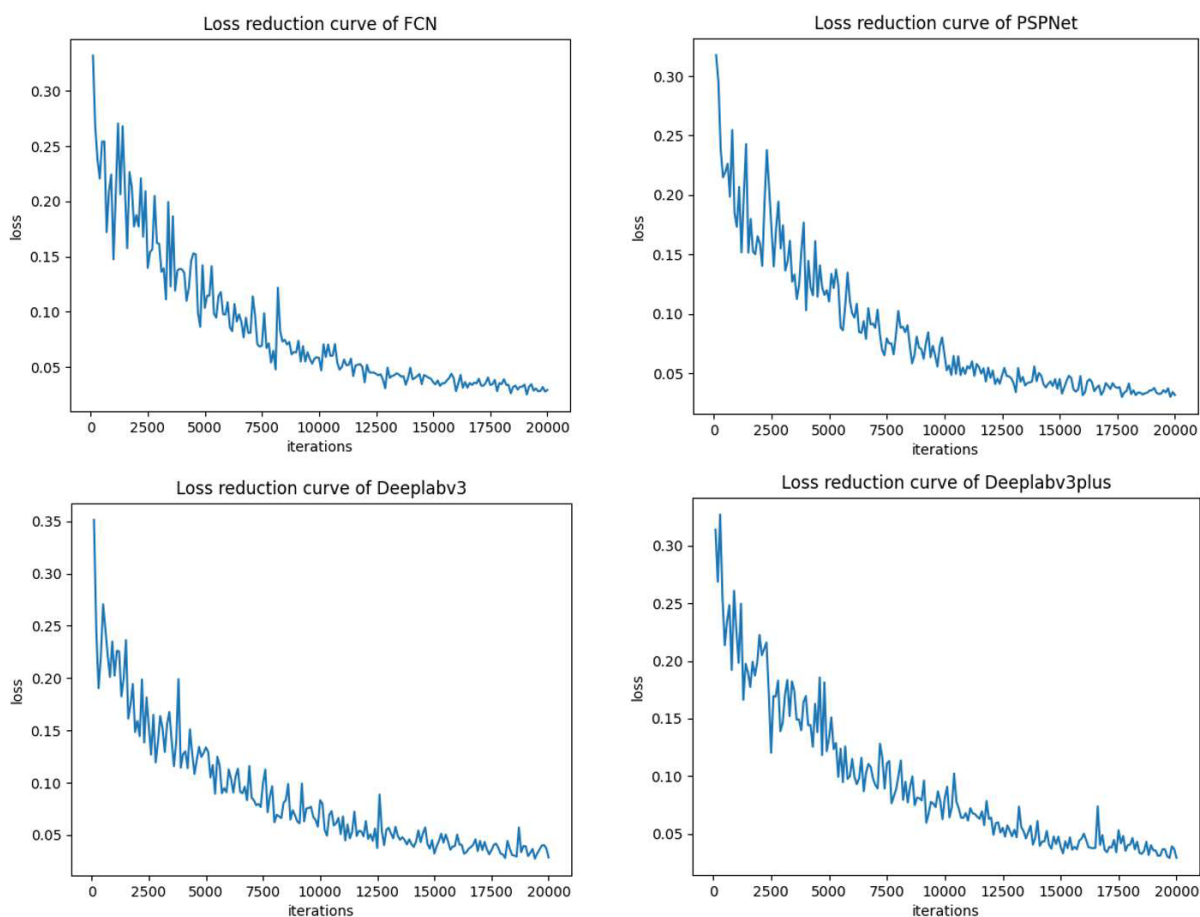 Loss reduction curve of FCN
0.30
0.25
0.20
0.15
0.10
0.05
loss
0 2500 5000 7500 10000 12500 15000 17500 20000
iterations
Loss reduction curve of PSPNet
0.30
0.25
0.20
0.15
0.10
0.05
loss
0 2500 5000 7500 10000 12500 15000 17500 20000
iterations
Loss reduction curve of Deeplabv3
0.35
0.30
0.25
0.20
0.15
0.10
0.05
loss
0 2500 5000 7500 10000 12500 15000 17500 20000
iterations
Loss reduction curve of Deeplabv3plus
0.30
0.25
0.20
0.15
0.10
0.05
loss
0 2500 5000 7500 10000 12500 15000 17500 20000
iterations